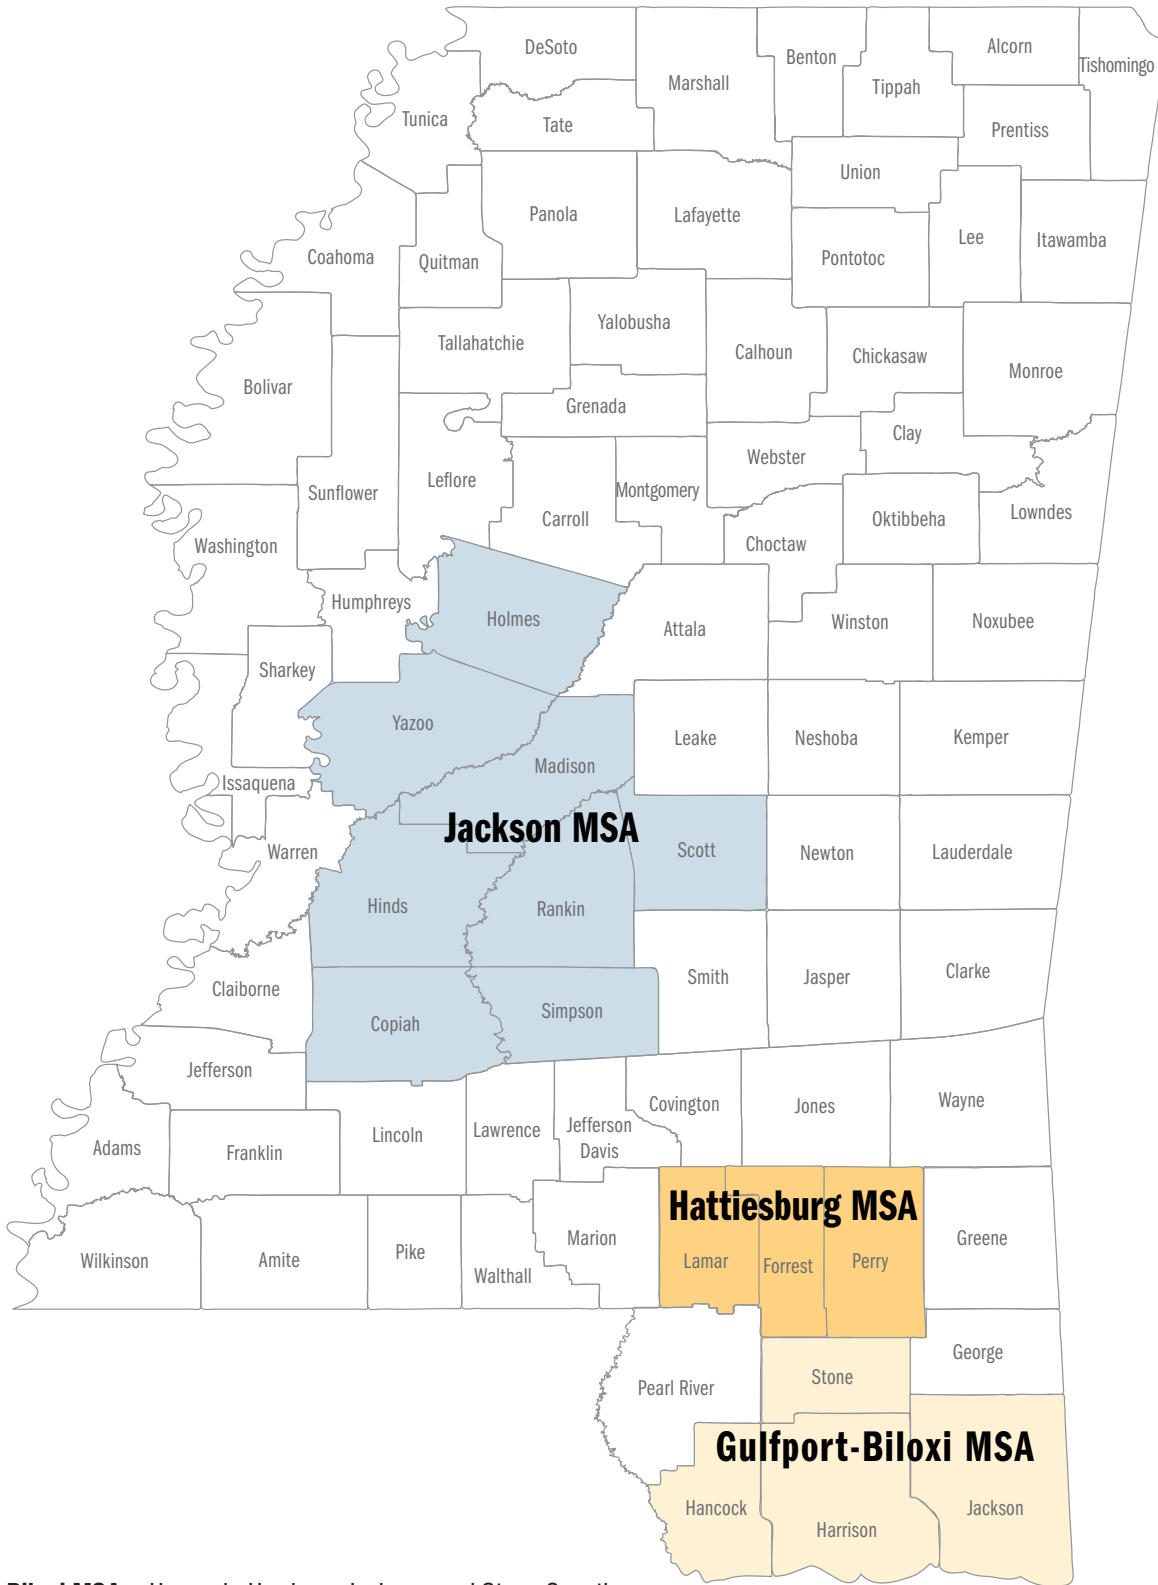 DeSoto
Marshall
Benton
Tippah
Alcorn
Tishomingo
Tunica
Tate
Prentiss
Union
Panola
Lafayette
Pontotoc
Lee
Itawamba
Coahoma
Quitman
Tallahatchie
Yalobusha
Calhoun
Chickasaw
Monroe
Bolivar
Grenada
Clay
Webster
Sunflower
Leflore
Montgomery
Carroll
Oktibbeha
Lowndes
Washington
Choctaw
Humphreys
Holmes
Attala
Winston
Noxubee
Sharkey
Yazoo
Madison
Leake
Neshoba
Kemper
Issaquena
Jackson MSA
Warren
Scott
Newton
Lauderdale
Hinds
Rankin
Smith
Jasper
Clarke
Claiborne
Copiah
Simpson
Jefferson
Covington
Jones
Wayne
Adams
Franklin
Lincoln
Lawrence
Jefferson
Davis
Hattiesburg MSA
Wilkinson
Amite
Pike
Walthall
Marion
Lamar
Forrest
Perry
Greene
George
Pearl River
Stone
Gulfport-Biloxi MSA
Hancock
Harrison
Jackson